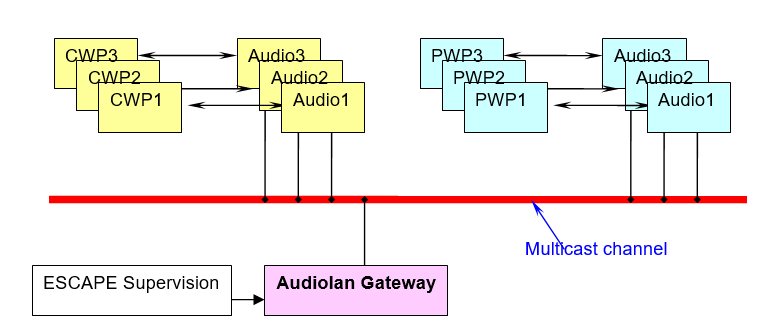 CWP3
Audio3
PWP3
Audio3
CWP2
Audio2
PWP2
Audio2
CWP1
Audio1
PWP1
Audio1
Multicast channel
ESCAPE Supervision
Audiolan Gateway